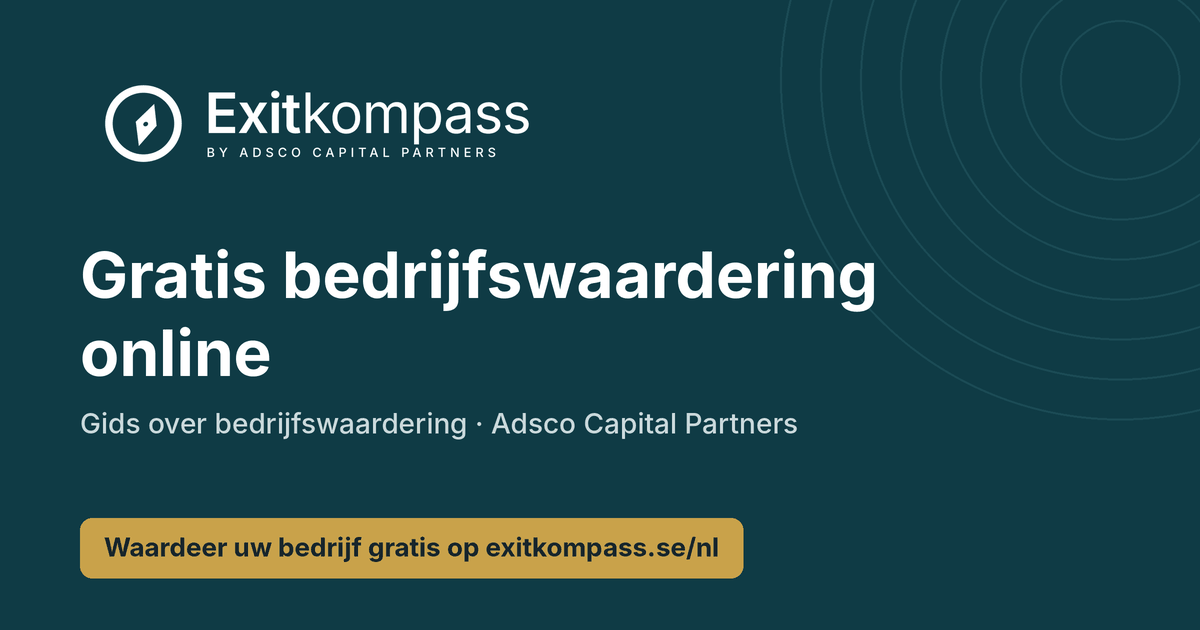 Exitkompass
BY ADSCO CAPITAL PARTNERS
Gratis bedrijfswaardering
online
Gids over bedrijfswaardering · Adsco Capital Partners
Waardeer uw bedrijf gratis op exitkompass.se/nl